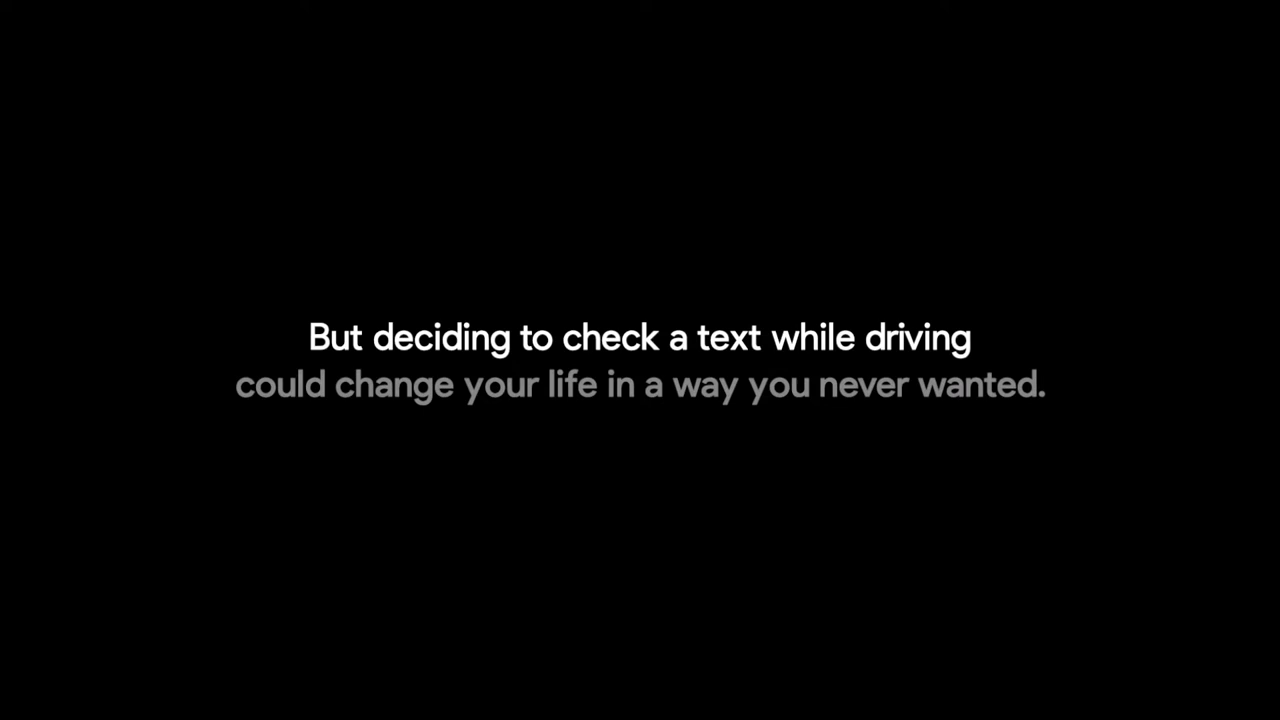 But deciding to check a text while driving
could change your life in a way you never wanted.